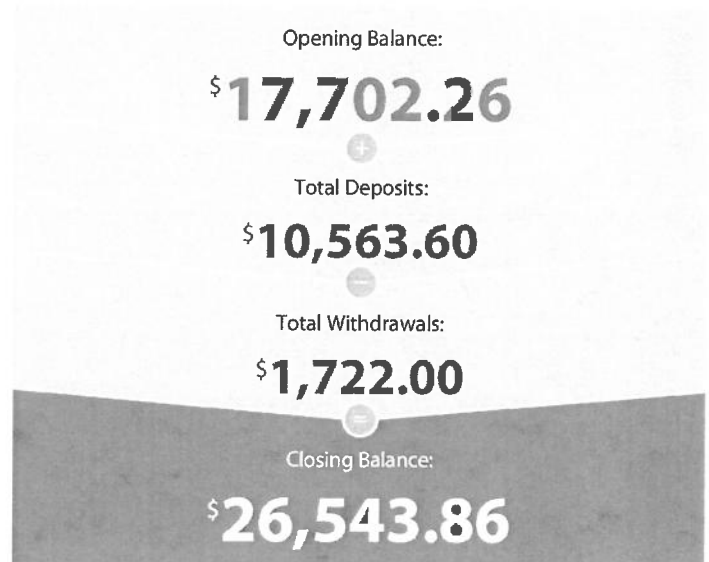 Opening Balance:
$17,702.26
+
Total Deposits:
$10,563.60
−
Total Withdrawals:
$1,722.00
=
Closing Balance:
$26,543.86